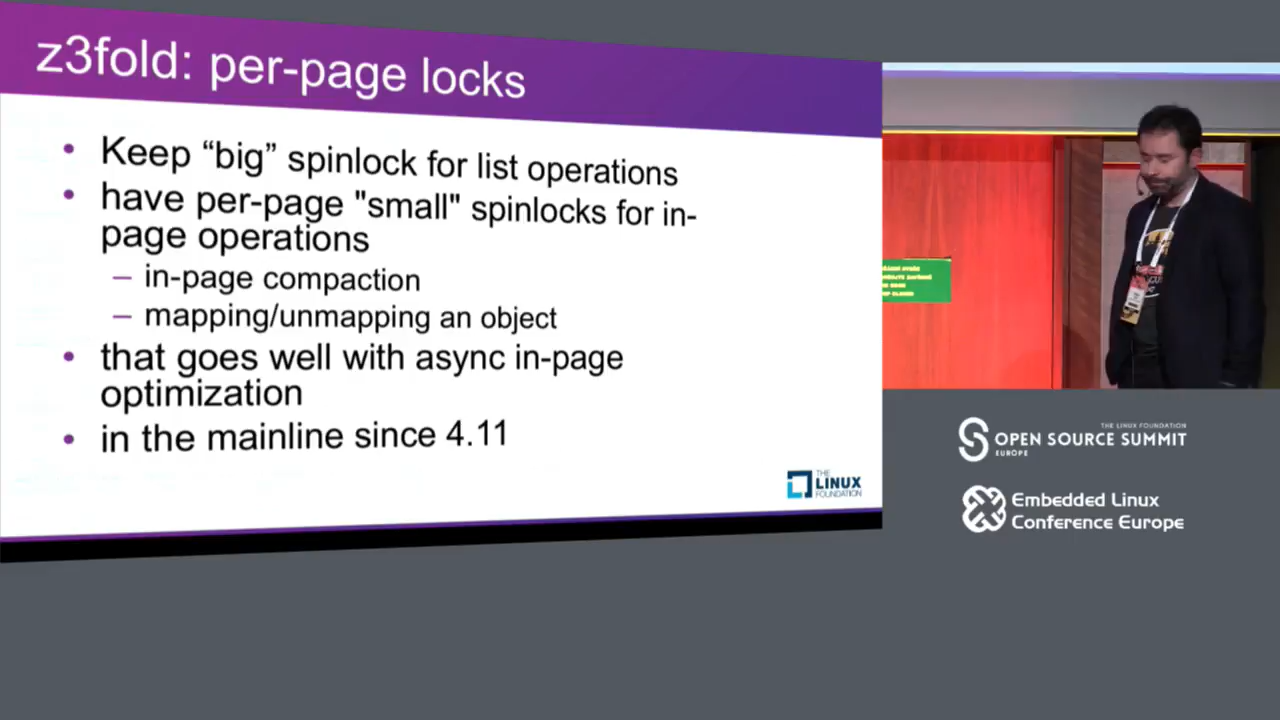 z3fold: per-page locks
• Keep “big” spinlock for list operations
• have per-page "small" spinlocks for in-
page operations
– in-page compaction
– mapping/unmapping an object
• that goes well with async in-page
optimization
• in the mainline since 4.11
THE
LINUX
FOUNDATION
THE LINUX FOUNDATION
OPEN SOURCE SUMMIT
EUROPE
Embedded Linux
Conference Europe